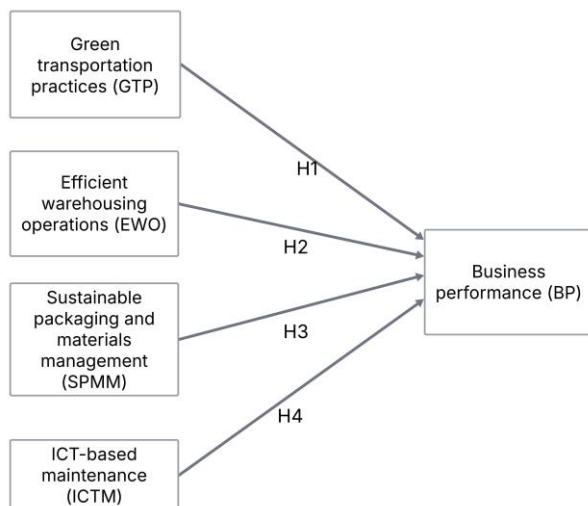 Green
transportation
practices (GTP)
H1
Efficient
warehousing
operations (EWO)
H2
Business
performance (BP)
Sustainable
packaging and
materials
management
(SPMM)
H3
H4
ICT-based
maintenance
(ICTM)